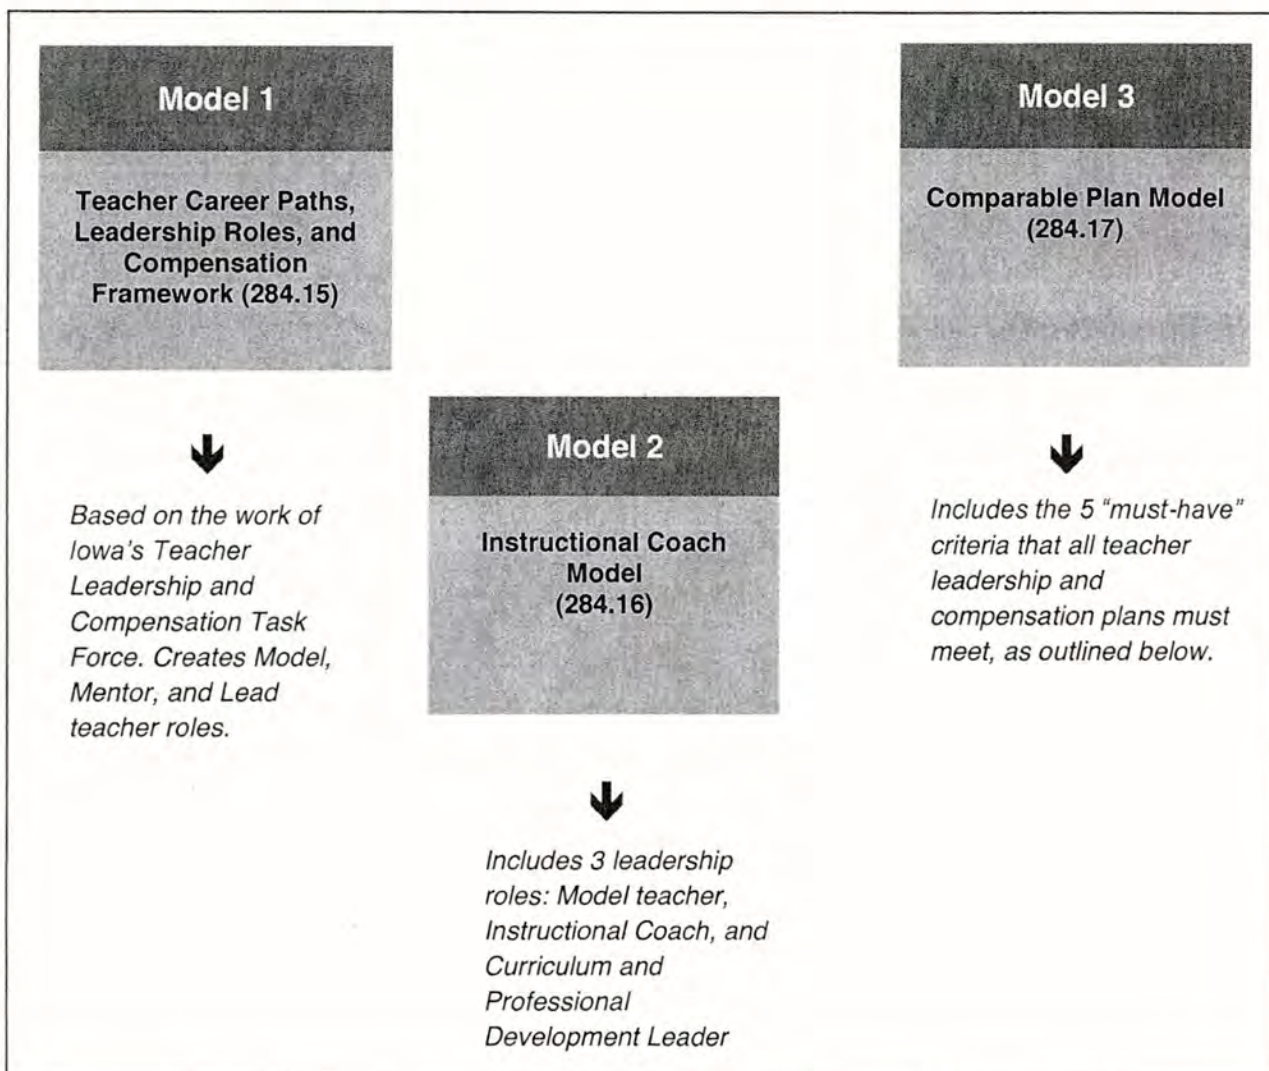 Model 1
Teacher Career Paths,
Leadership Roles, and
Compensation
Framework (284.15)
Based on the work of
Iowa's Teacher
Leadership and
Compensation Task
Force. Creates Model,
Mentor, and Lead
teacher roles.
Model 2
Instructional Coach
Model
(284.16)
Includes 3 leadership
roles: Model teacher,
Instructional Coach, and
Curriculum and
Professional
Development Leader
Model 3
Comparable Plan Model
(284.17)
Includes the 5 "must-have"
criteria that all teacher
leadership and
compensation plans must
meet, as outlined below.